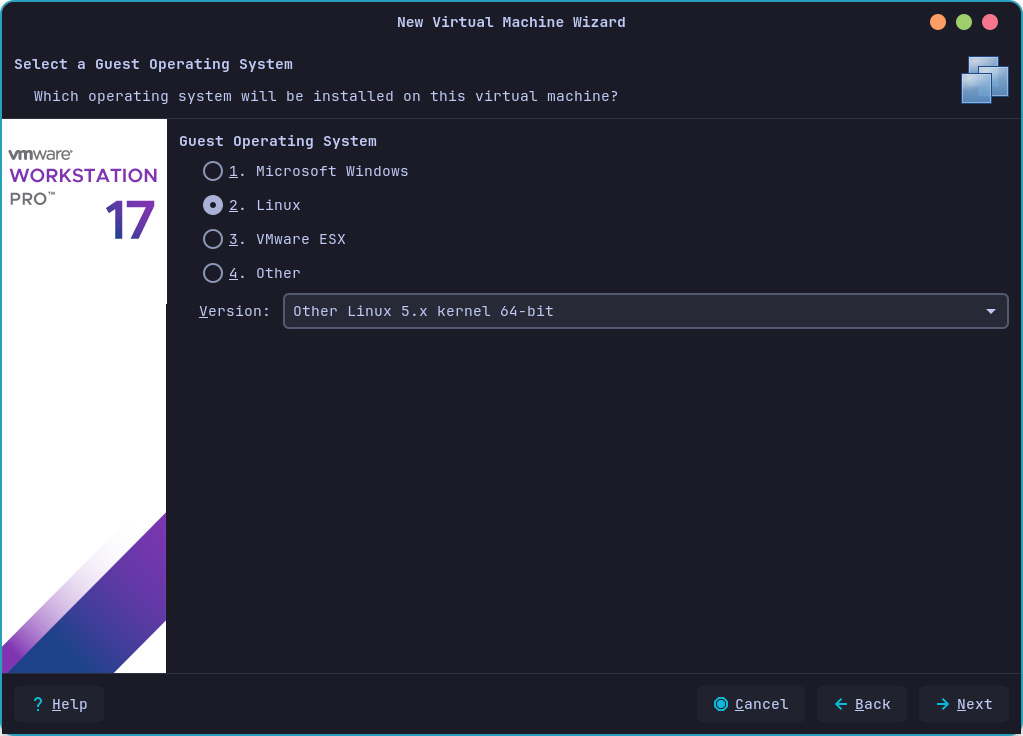 New Virtual Machine Wizard
Select a Guest Operating System
Which operating system will be installed on this virtual machine?
vmware®
WORKSTATION
PRO™
17
Guest Operating System
1. Microsoft Windows
2. Linux
3. VMware ESX
4. Other
Version: Other Linux 5.x kernel 64-bit
? Help Cancel Back Next